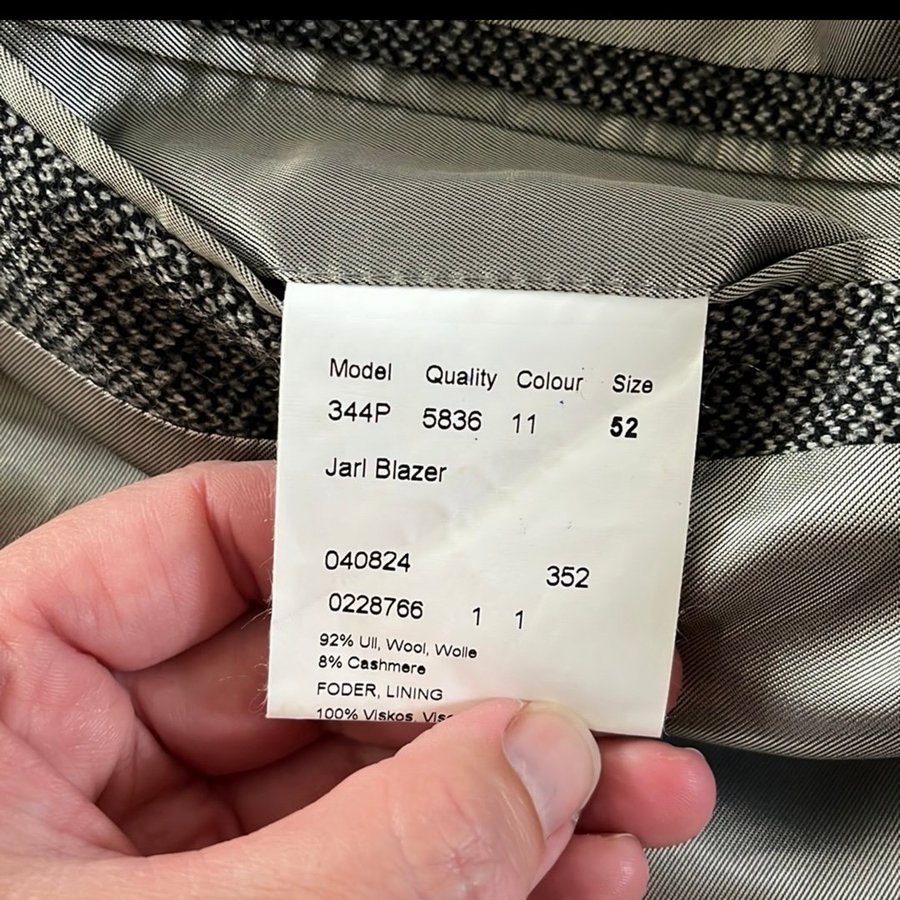 Model Quality Colour Size
344P 5836 11 52
Jarl Blazer
040824 352
0228766 1 1
92% Ull, Wool, Wolle
8% Cashmere
FODER, LINING
100% Viskos,